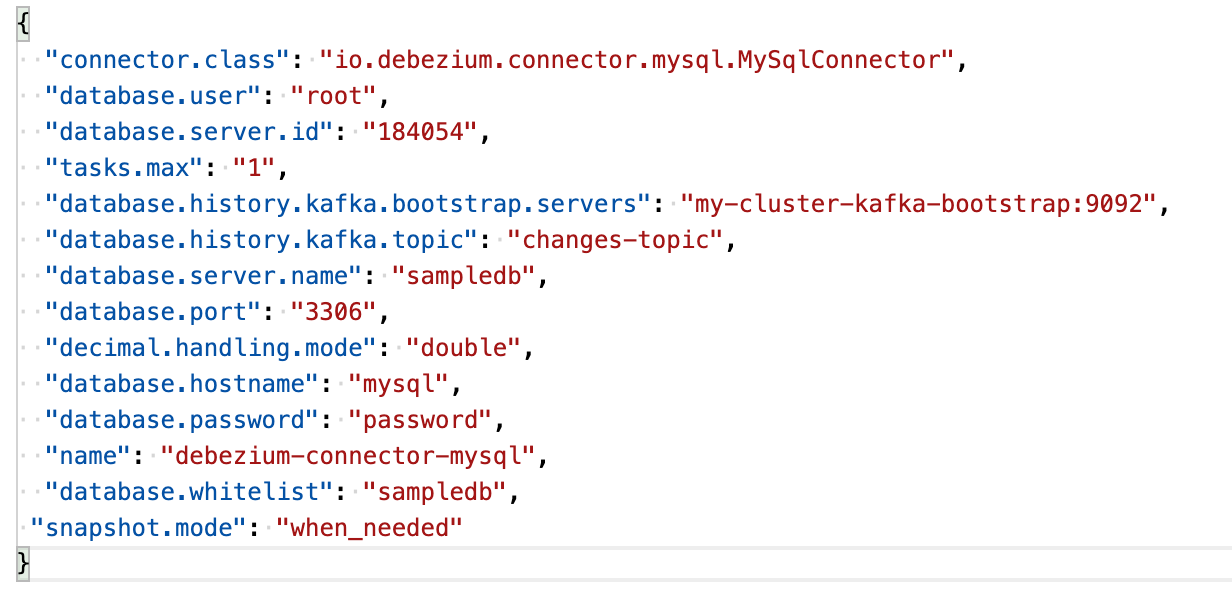 {
  "connector.class": "io.debezium.connector.mysql.MySqlConnector",
  "database.user": "root",
  "database.server.id": "184054",
  "tasks.max": "1",
  "database.history.kafka.bootstrap.servers": "my-cluster-kafka-bootstrap:9092",
  "database.history.kafka.topic": "changes-topic",
  "database.server.name": "sampledb",
  "database.port": "3306",
  "decimal.handling.mode": "double",
  "database.hostname": "mysql",
  "database.password": "password",
  "name": "debezium-connector-mysql",
  "database.whitelist": "sampledb",
 "snapshot.mode": "when_needed"
}